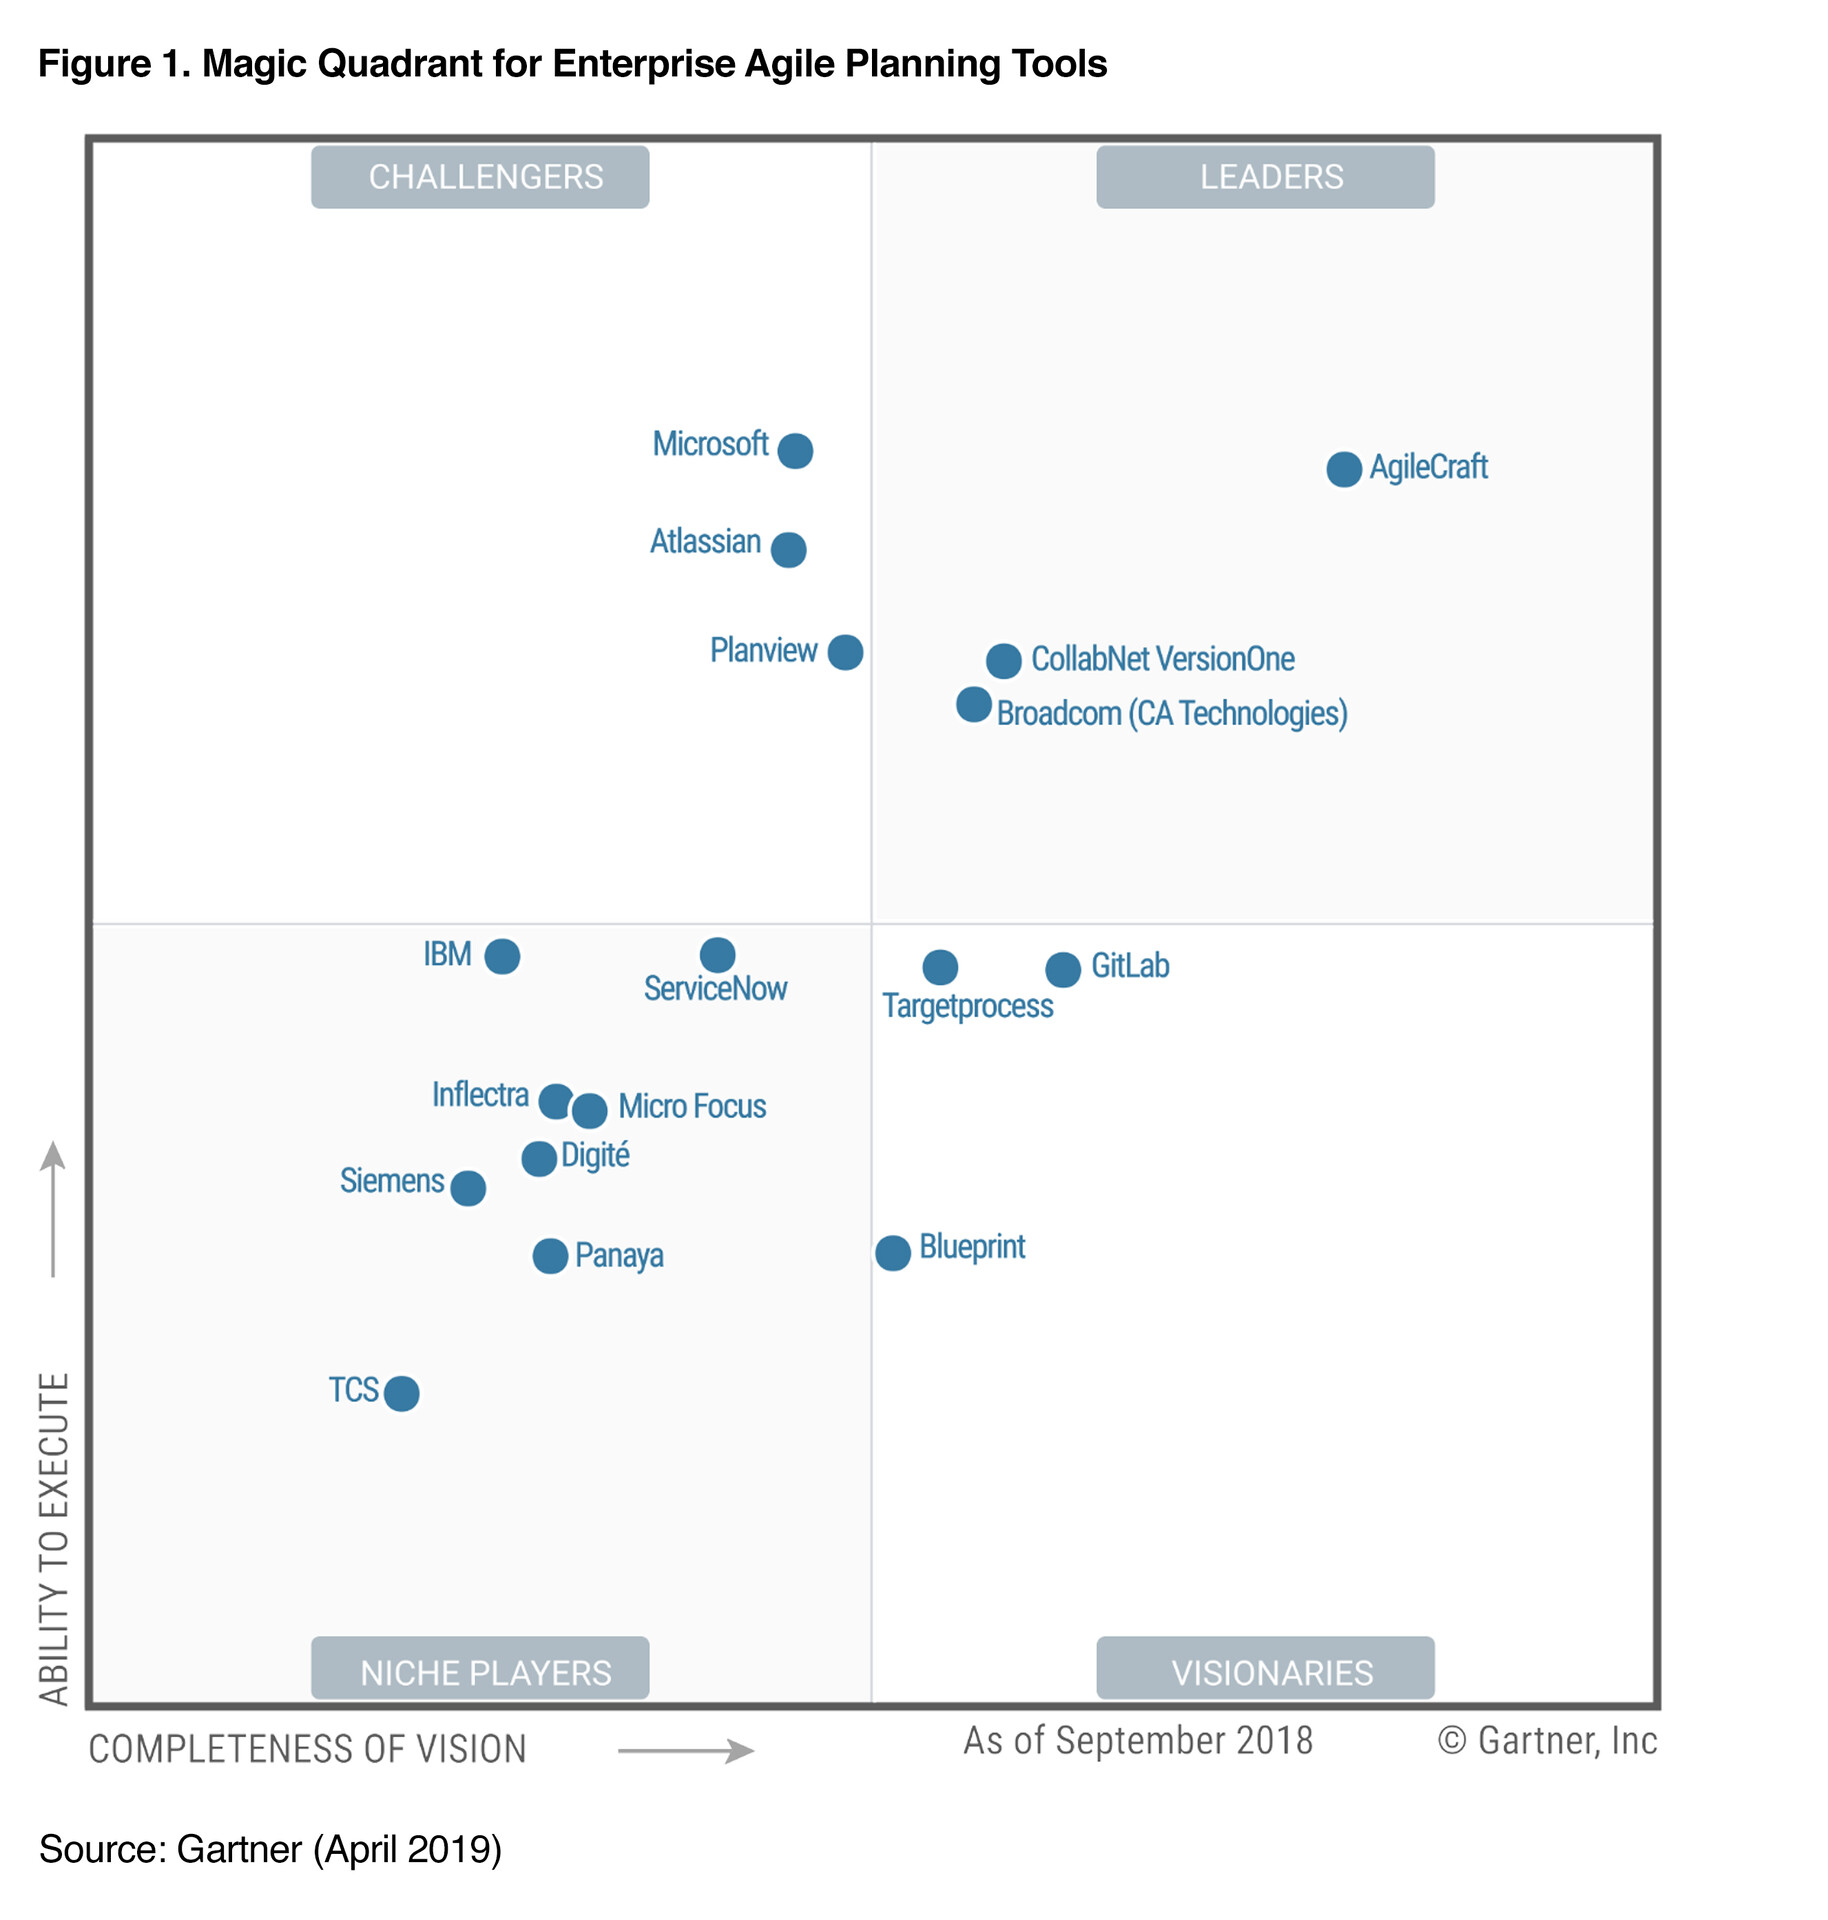 Figure 1. Magic Quadrant for Enterprise Agile Planning Tools
CHALLENGERS
LEADERS
Microsoft
AgileCraft
Atlassian
Planview
CollabNet VersionOne
Broadcom (CA Technologies)
IBM
ServiceNow
Targetprocess
GitLab
Inflectra
Micro Focus
Digité
Siemens
Panaya
Blueprint
TCS
NICHE PLAYERS
VISIONARIES
ABILITY TO EXECUTE
COMPLETENESS OF VISION
As of September 2018
© Gartner, Inc
Source: Gartner (April 2019)